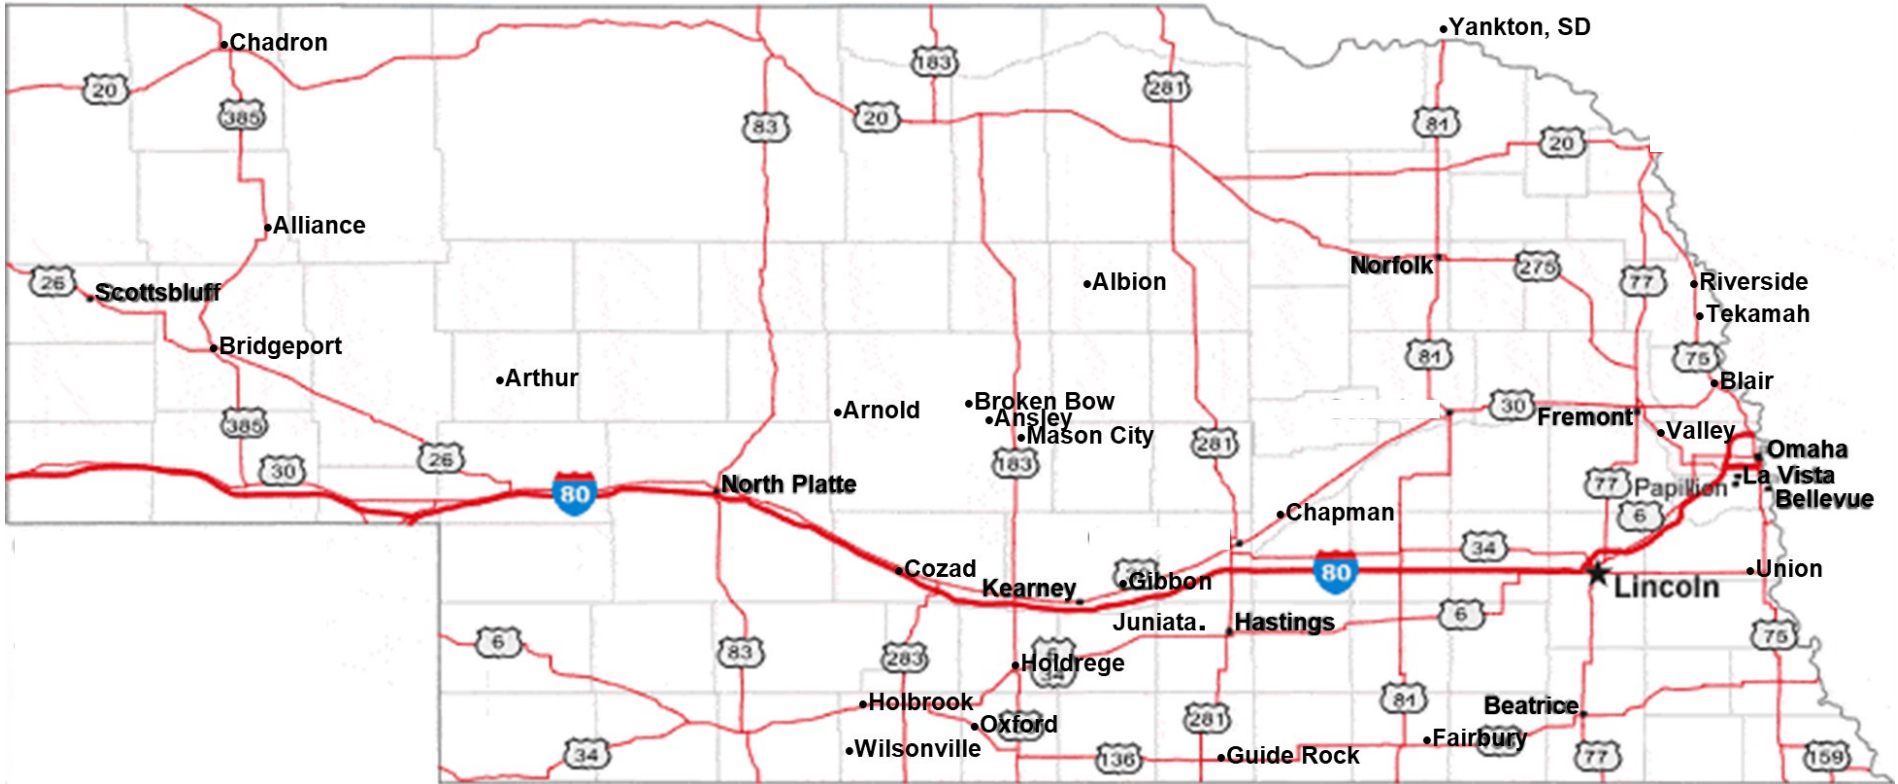 Yankton, SD
Chadron
183
281
20
385
83
20
81
20
Alliance
Norfolk
275
26
Scottsbluff
Albion
77
Riverside
Tekamah
Bridgeport
81
75
Arthur
Blair
Broken Bow
30
Arnold
Ansley
Fremont
385
Mason City
Valley
26
281
Omaha
30
183
La Vista
80
North Platte
77
Papillion
Bellevue
Chapman
6
34
Cozad
80
Union
Kearney
Gibbon
Lincoln
Juniata
Hastings
6
6
83
283
Holdrege
6
34
75
Holbrook
81
Beatrice
Oxford
281
Wilsonville
Fairbury
34
136
Guide Rock
77
159